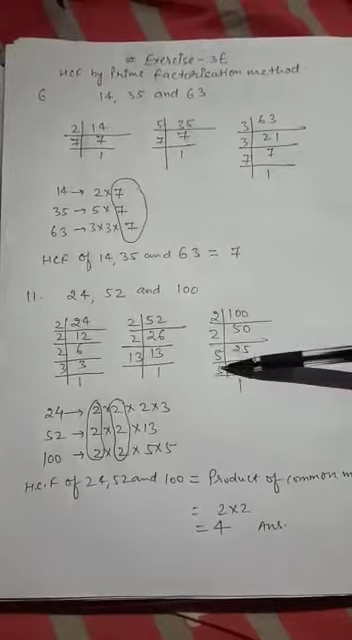 Exercise - 3E
HCF by Prime factorisation method
6 14, 35 and 63
2 14 5 35 3 63
7 7 7 7 3 21
1 1 7 7
1
14 → 2×7
35 → 5×7
63 → 3×3×7
HCF of 14, 35 and 63 = 7
11. 24, 52 and 100
2 24 2 52 2 100
2 12 2 26 2 50
2 6 13 13 5 25
3 3 1 5
1 1
24 → 2×2×2×3
52 → 2×2×13
100 → 2×2×5×5
H.C.F of 24, 52 and 100 = Product of common
= 2×2
= 4 Ans.